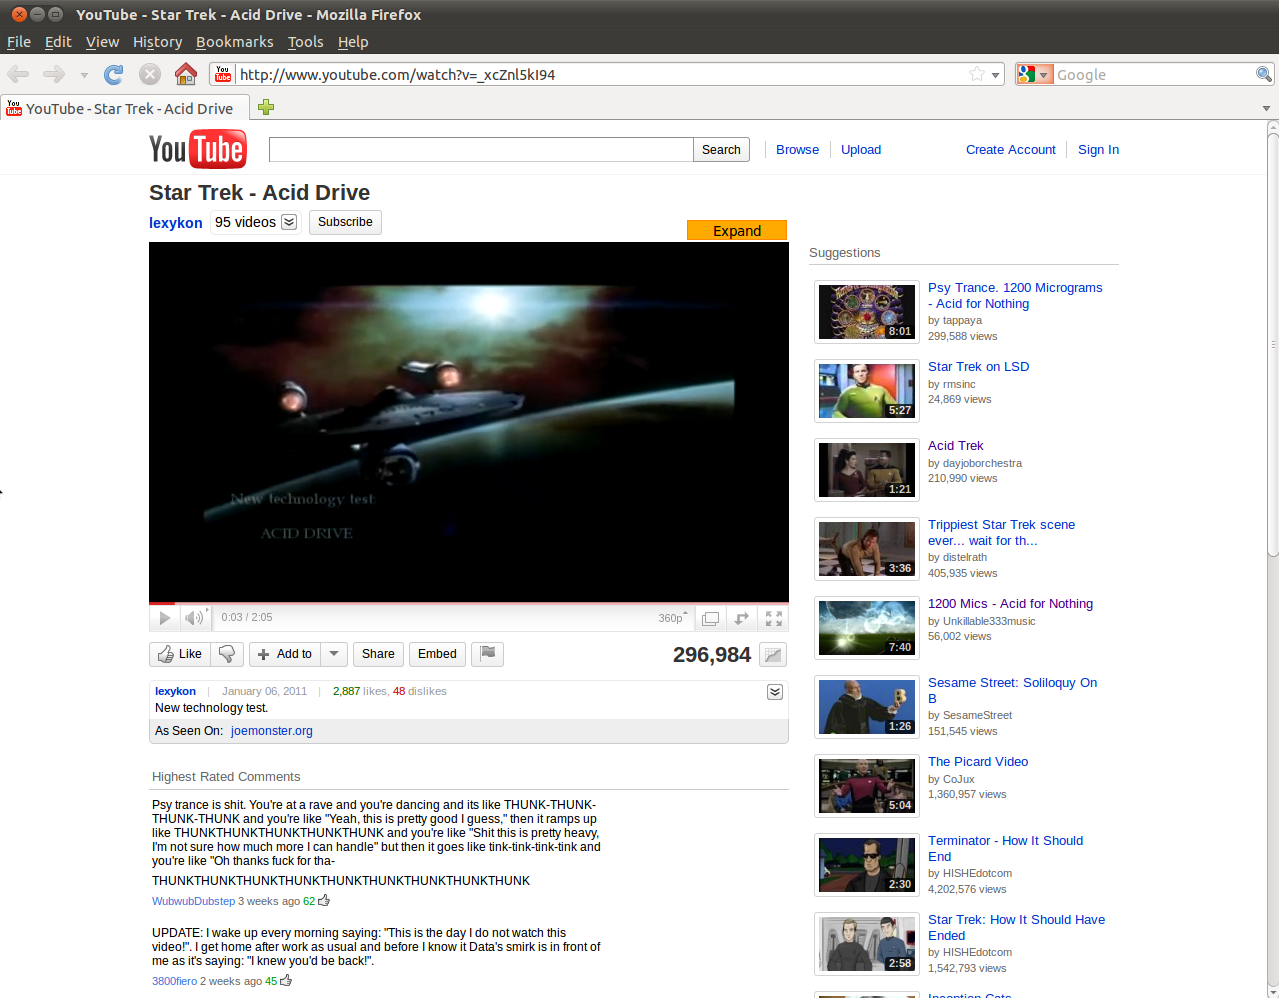 YouTube - Star Trek - Acid Drive - Mozilla Firefox
File Edit View History Bookmarks Tools Help
http://www.youtube.com/watch?v=_xcZnl5kI94
Google
YouTube - Star Trek - Acid Drive
YouTube
Search
Browse
Upload
Create Account
Sign In
Star Trek - Acid Drive
lexykon 95 videos Subscribe
Expand
New technology test:
ACID DRIVE
0:03 / 2:05
360p
Like
Add to
Share
Embed
296,984
lexykon | January 06, 2011 | 2,887 likes, 48 dislikes
New technology test.
As Seen On: joemonster.org
Highest Rated Comments
Psy trance is shit. You're at a rave and you're dancing and its like THUNK-THUNK-
THUNK-THUNK and you're like "Yeah, this is pretty good I guess," then it ramps up
like THUNKTHUNKTHUNKTHUNKTHUNK and you're like "Shit this is pretty heavy,
I'm not sure how much more I can handle" but then it goes like tink-tink-tink-tink and
you're like "Oh thanks fuck for tha-
THUNKTHUNKTHUNKTHUNKTHUNKTHUNKTHUNKTHUNKTHUNK
WubwubDubstep 3 weeks ago 62
UPDATE: I wake up every morning saying: "This is the day I do not watch this
video!". I get home after work as usual and before I know it Data's smirk is in front of
me as it's saying: "I knew you'd be back!".
3800fiero 2 weeks ago 45
Suggestions
8:01
Psy Trance. 1200 Micrograms
- Acid for Nothing
by tappaya
299,588 views
5:27
Star Trek on LSD
by rmsinc
24,869 views
1:21
Acid Trek
by dayjoborchestra
210,990 views
3:36
Trippiest Star Trek scene
ever... wait for th...
by distelrath
405,935 views
7:40
1200 Mics - Acid for Nothing
by Unkillable333music
56,002 views
1:26
Sesame Street: Soliloquy On
B
by SesameStreet
151,545 views
5:04
The Picard Video
by CoJux
1,360,957 views
2:30
Terminator - How It Should
End
by HISHEdotcom
4,202,576 views
2:58
Star Trek: How It Should Have
Ended
by HISHEdotcom
1,542,793 views
Inception Cats